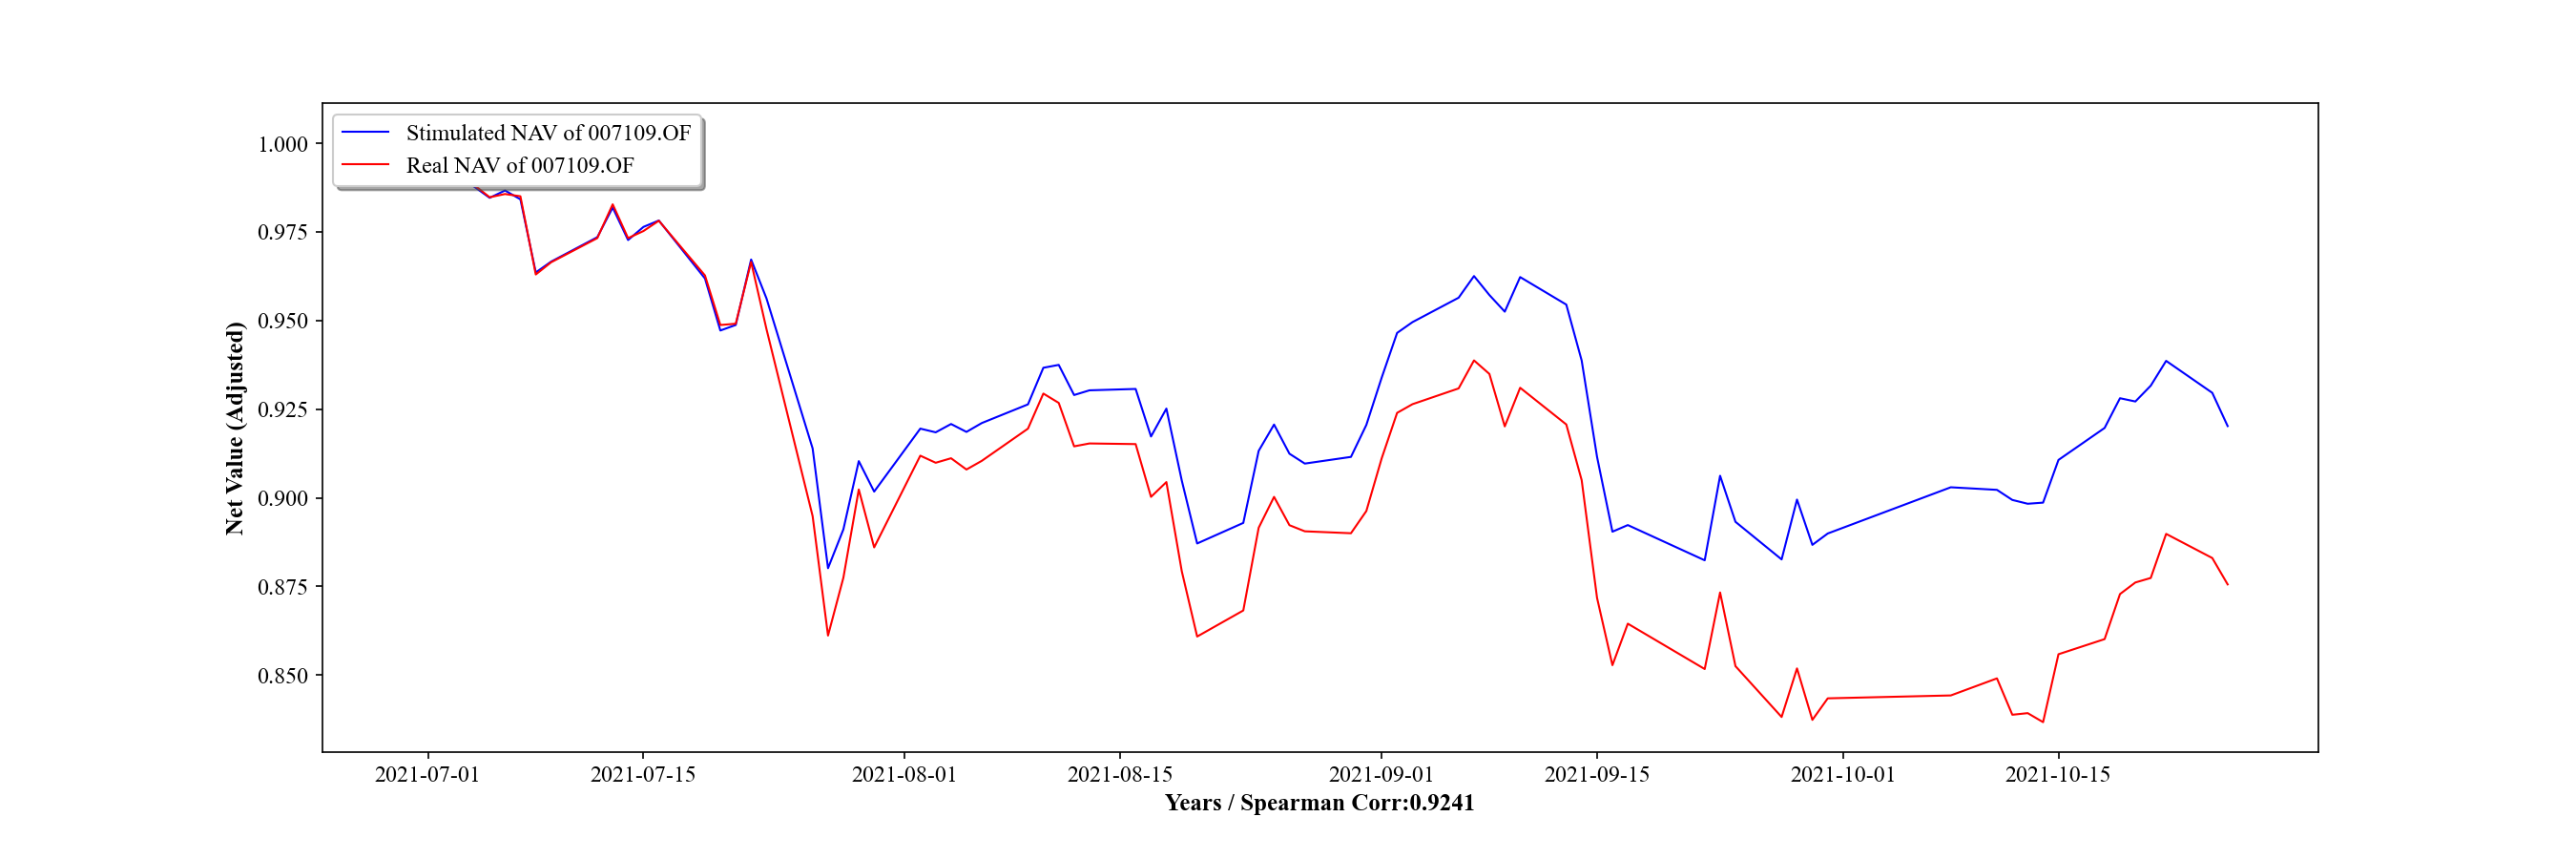 Stimulated NAV of 007109.OF
Real NAV of 007109.OF
1.000
0.975
0.950
0.925
0.900
0.875
0.850
Net Value (Adjusted)
2021-07-01 2021-07-15 2021-08-01 2021-08-15 2021-09-01 2021-09-15 2021-10-01 2021-10-15
Years / Spearman Corr:0.9241